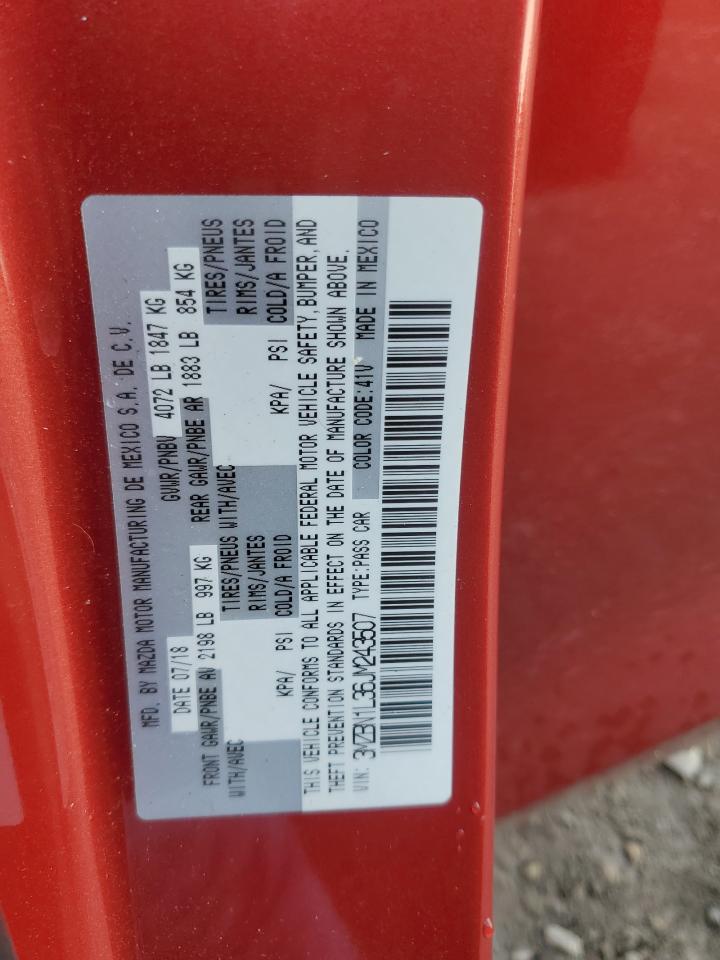 MFD. BY MAZDA MOTOR MANUFACTURING DE MEXICO S.A. DE C.V.
DATE 07/18 GVWR/PNBV 4072 LB 1847 KG
FRONT GAWR/PNBE AV 2198 LB 997 KG REAR GAWR/PNBE AR 1883 LB 854 KG
WITH/AVEC TIRES/PNEUS WITH/AVEC TIRES/PNEUS
RIMS/JANTES RIMS/JANTES
KPA/ PSI COLD/A FROID KPA/ PSI COLD/A FROID
THIS VEHICLE CONFORMS TO ALL APPLICABLE FEDERAL MOTOR VEHICLE SAFETY, BUMPER, AND
THEFT PREVENTION STANDARDS IN EFFECT ON THE DATE OF MANUFACTURE SHOWN ABOVE.
VIN: 3MZBN1L36JM243507 TYPE:PASS CAR COLOR CODE:41V MADE IN MEXICO